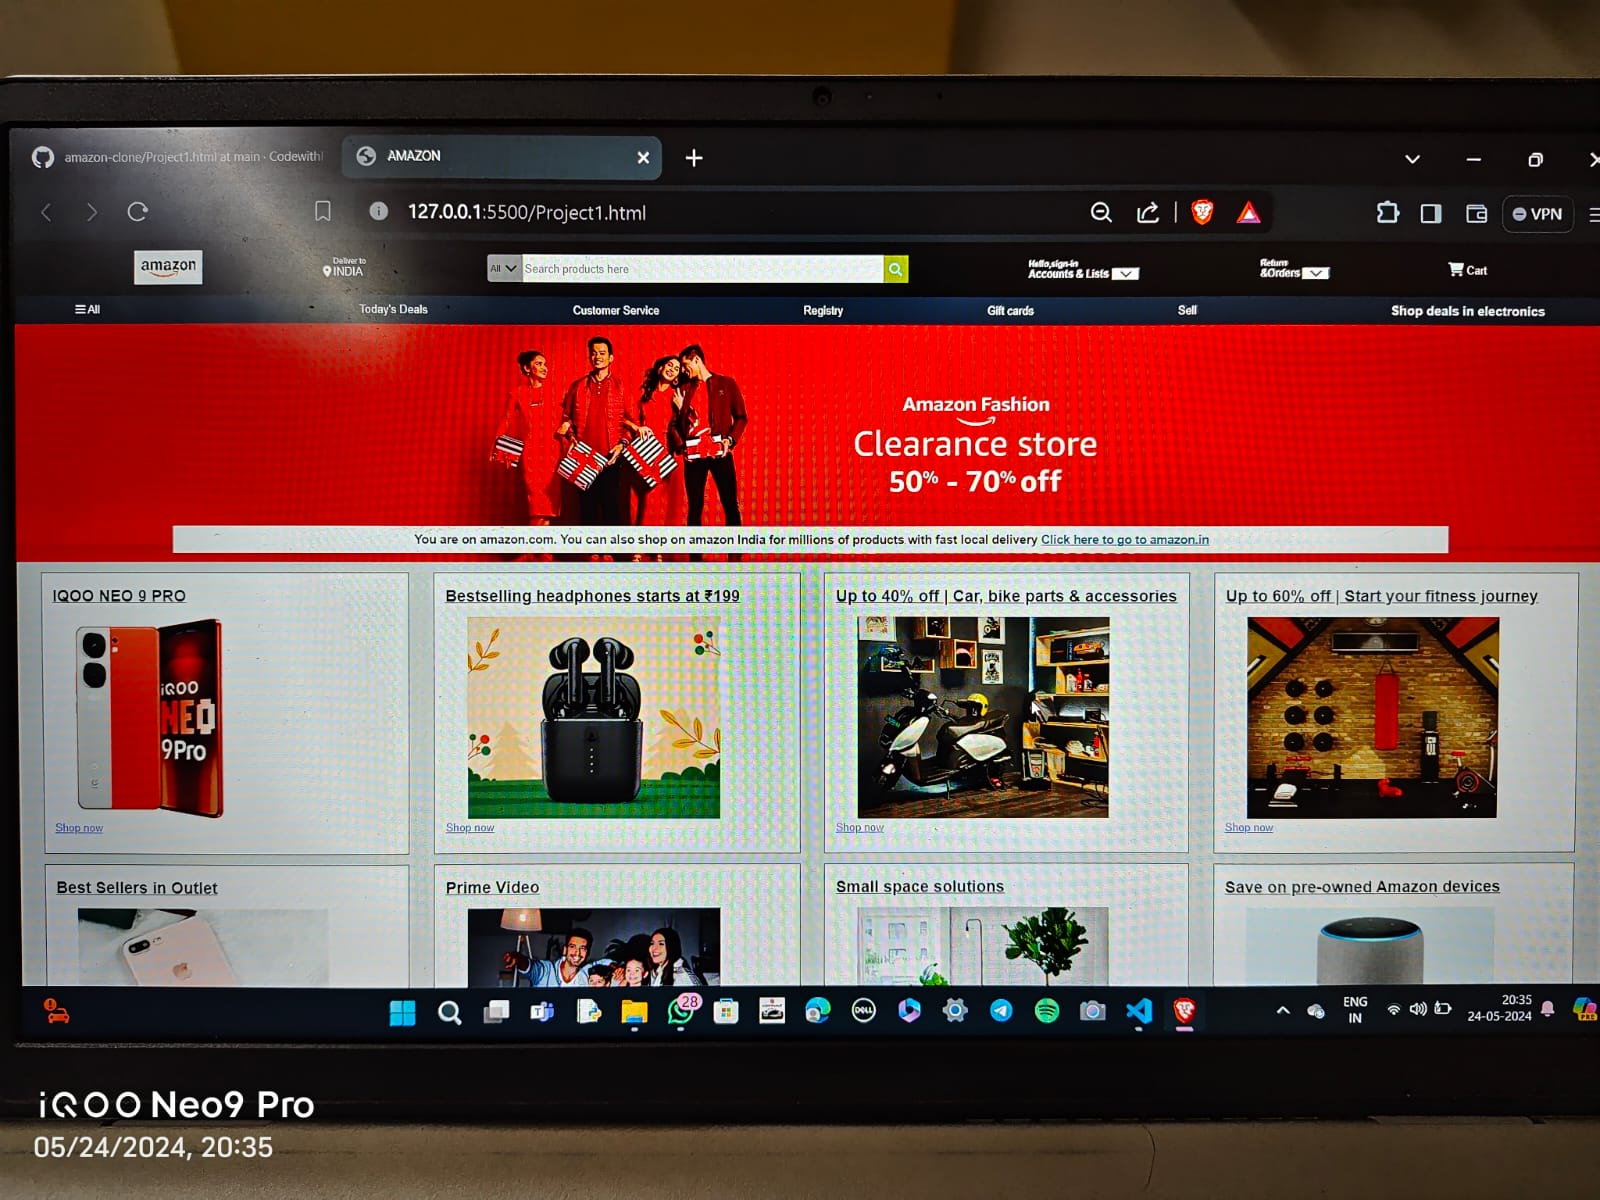 amazon-clone/Project1.html at main · Codewith
AMAZON
127.0.0.1:5500/Project1.html
VPN
amazon
Deliver to
INDIA
All
Search products here
Hello,sign-in
Accounts & Lists
Return
&Orders
Cart
All
Today's Deals
Customer Service
Registry
Gift cards
Sell
Shop deals in electronics
Amazon Fashion
Clearance store
50% - 70% off
You are on amazon.com. You can also shop on amazon India for millions of products with fast local delivery Click here to go to amazon.in
IQOO NEO 9 PRO
Bestselling headphones starts at ₹199
Up to 40% off | Car, bike parts & accessories
Up to 60% off | Start your fitness journey
iQOO
NEO
9Pro
Shop now
Shop now
Shop now
Shop now
Best Sellers in Outlet
Prime Video
Small space solutions
Save on pre-owned Amazon devices
28
DELL
ENG
IN
20:35
24-05-2024
PRE
iQOO Neo9 Pro
05/24/2024, 20:35